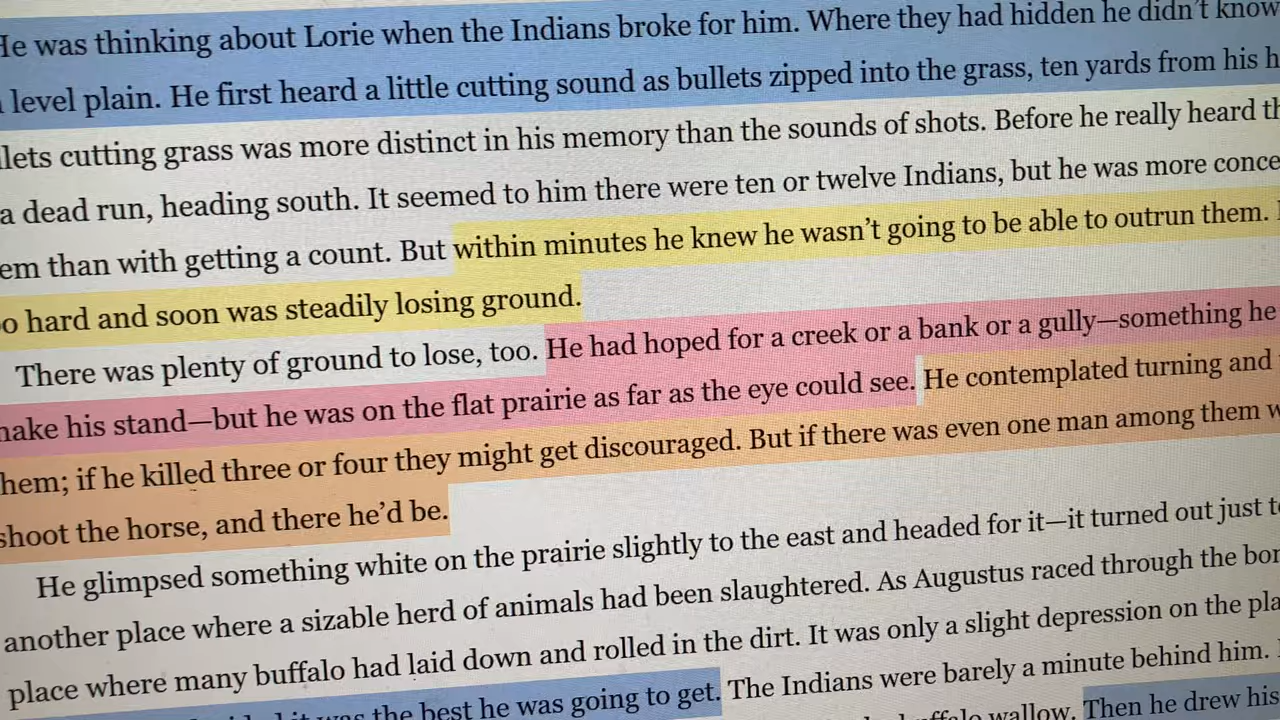 He was thinking about Lorie when the Indians broke for him. Where they had hidden he didn't know
level plain. He first heard a little cutting sound as bullets zipped into the grass, ten yards from his h
llets cutting grass was more distinct in his memory than the sounds of shots. Before he really heard th
a dead run, heading south. It seemed to him there were ten or twelve Indians, but he was more conce
em than with getting a count. But within minutes he knew he wasn't going to be able to outrun them.
o hard and soon was steadily losing ground.
There was plenty of ground to lose, too. He had hoped for a creek or a bank or a gully—something he
make his stand—but he was on the flat prairie as far as the eye could see. He contemplated turning and
hem; if he killed three or four they might get discouraged. But if there was even one man among them w
shoot the horse, and there he'd be.
He glimpsed something white on the prairie slightly to the east and headed for it—it turned out just t
another place where a sizable herd of animals had been slaughtered. As Augustus raced through the bon
place where many buffalo had laid down and rolled in the dirt. It was only a slight depression on the pla
it was the best he was going to get. The Indians were barely a minute behind him.
buffalo wallow. Then he drew his